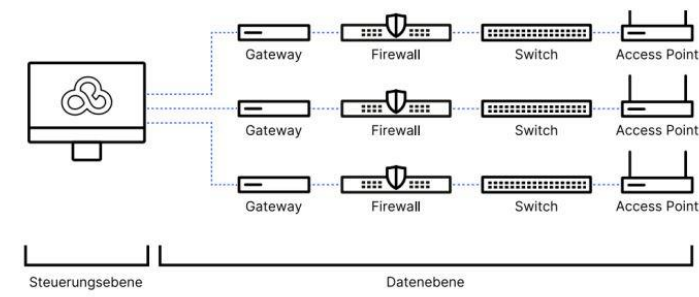 Gateway Firewall Switch Access Point
Gateway Firewall Switch Access Point
Gateway Firewall Switch Access Point
Steuerungsebene Datenebene